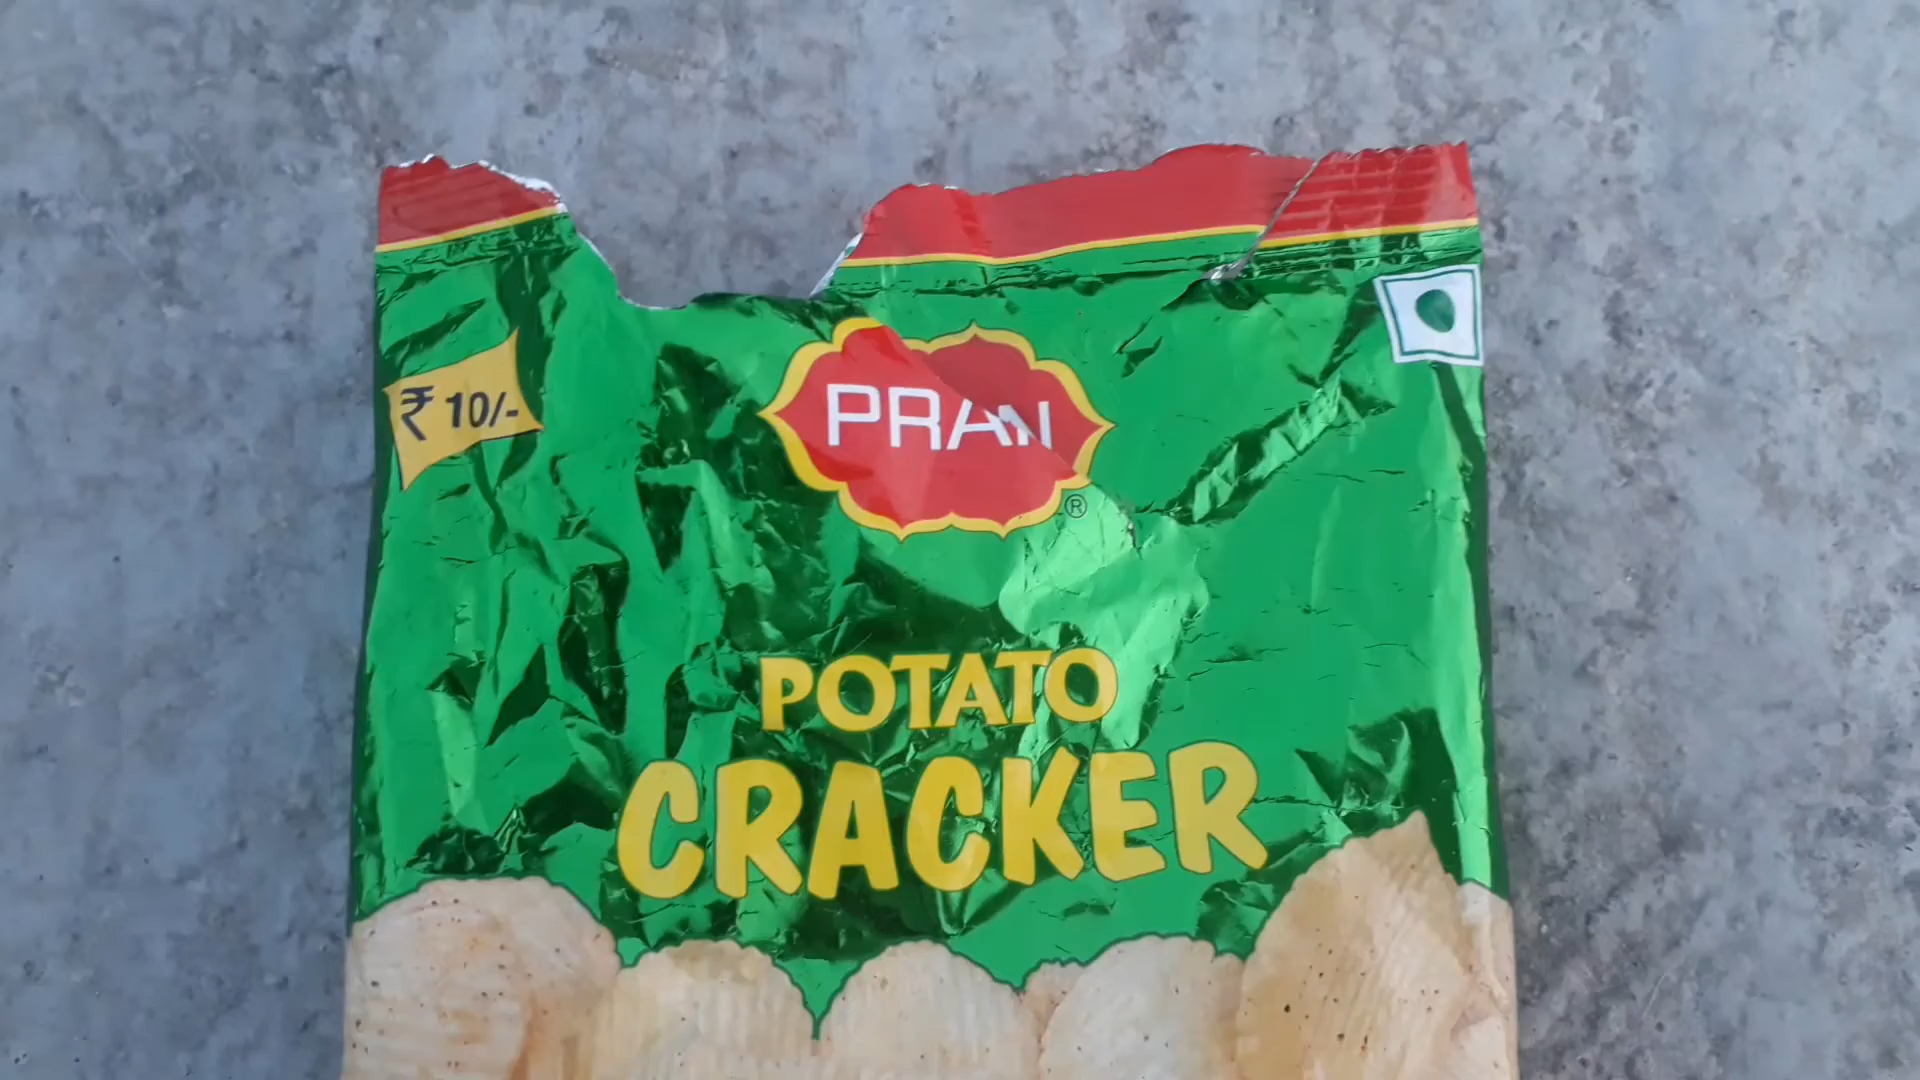 ₹ 10/-
PRAN
®
POTATO
CRACKER